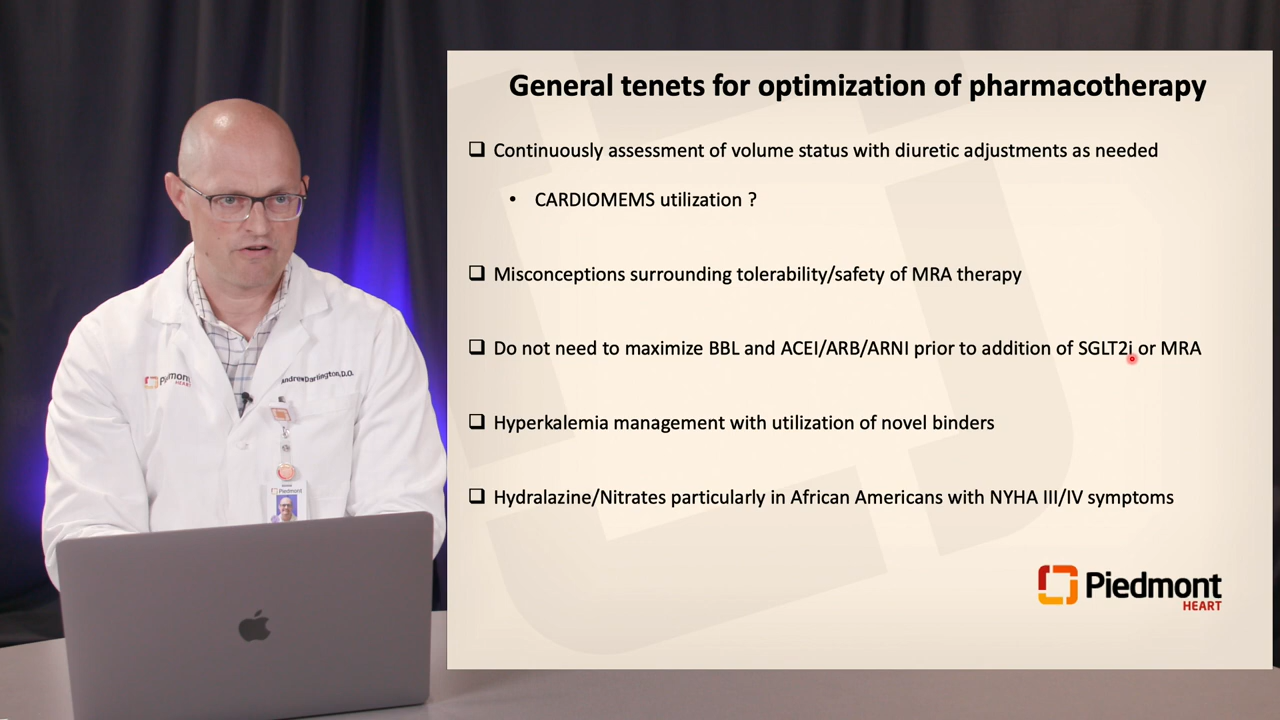 General tenets for optimization of pharmacotherapy
Continuously assessment of volume status with diuretic adjustments as needed
CARDIOMEMS utilization ?
Misconceptions surrounding tolerability/safety of MRA therapy
Do not need to maximize BBL and ACEI/ARB/ARNI prior to addition of SGLT2i or MRA
Hyperkalemia management with utilization of novel binders
Hydralazine/Nitrates particularly in African Americans with NYHA III/IV symptoms
Piedmont
HEART
Piedmont
HEART
Andrew Darlington, D.O.
Piedmont